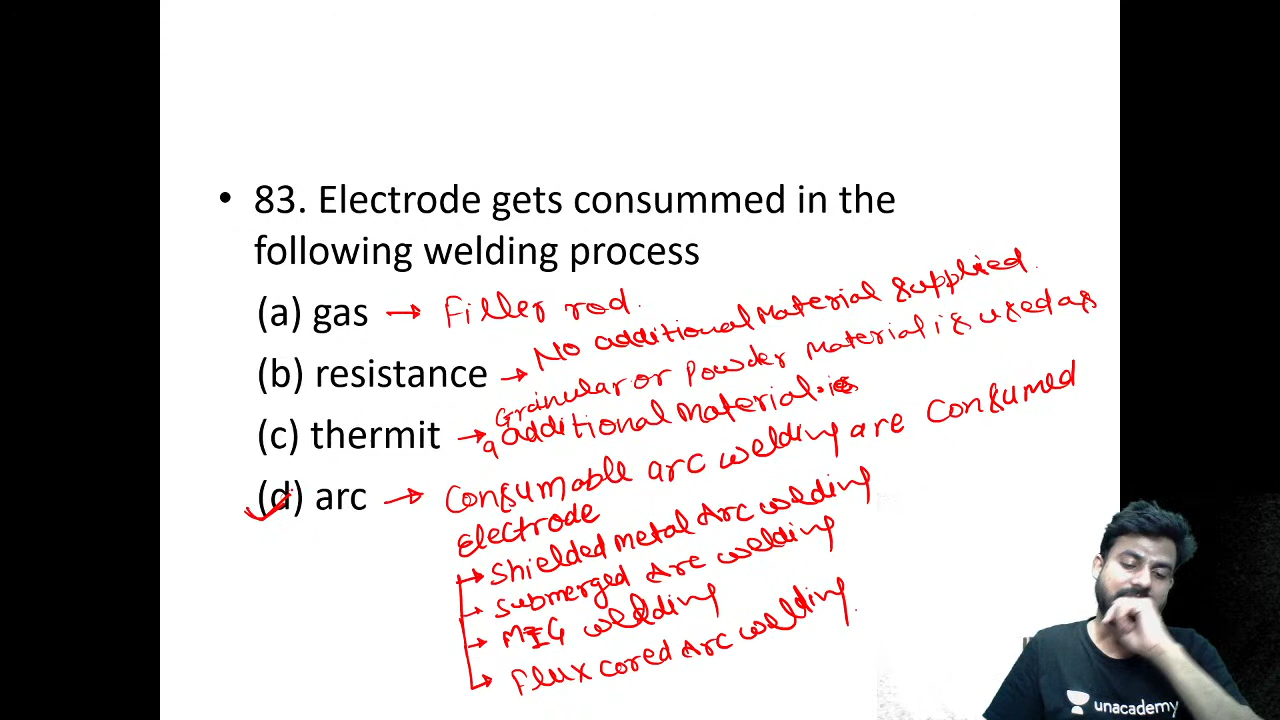 • 83. Electrode gets consummed in the
following welding process
(a) gas → Filler rod.
(b) resistance → No additional Material supplied.
(c) thermit → Granular or Powder Material is used as
a additional Material.
(d) arc → Consumable arc welding are consumed
Electrode
→ Shielded metal Arc welding
→ Submerged Arc welding
→ MIG welding
→ Flux cored Arc welding.
unacademy